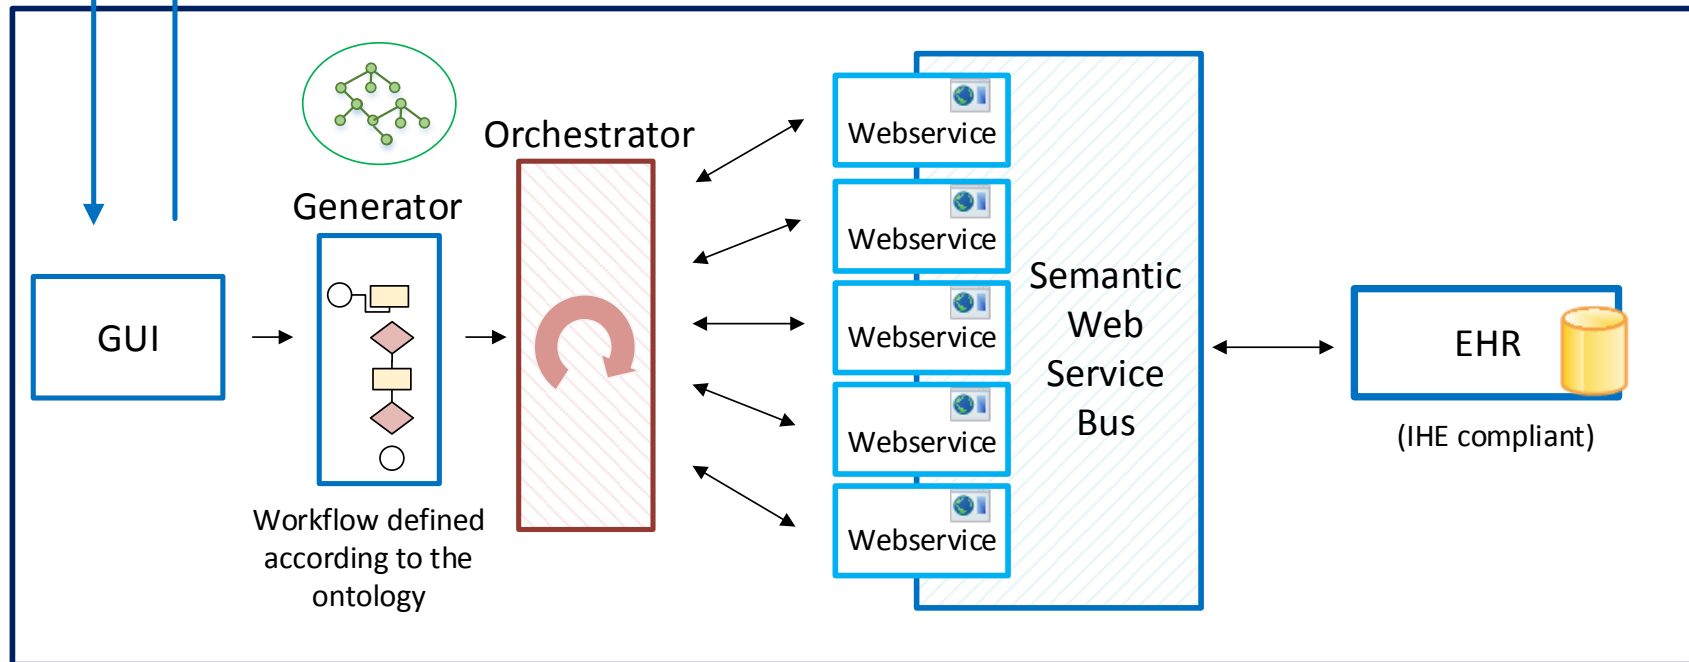 GUI
Generator
Workflow defined
according to the
ontology
Orchestrator
Webservice
Webservice
Webservice
Webservice
Webservice
Semantic
Web
Service
Bus
EHR
(IHE compliant)